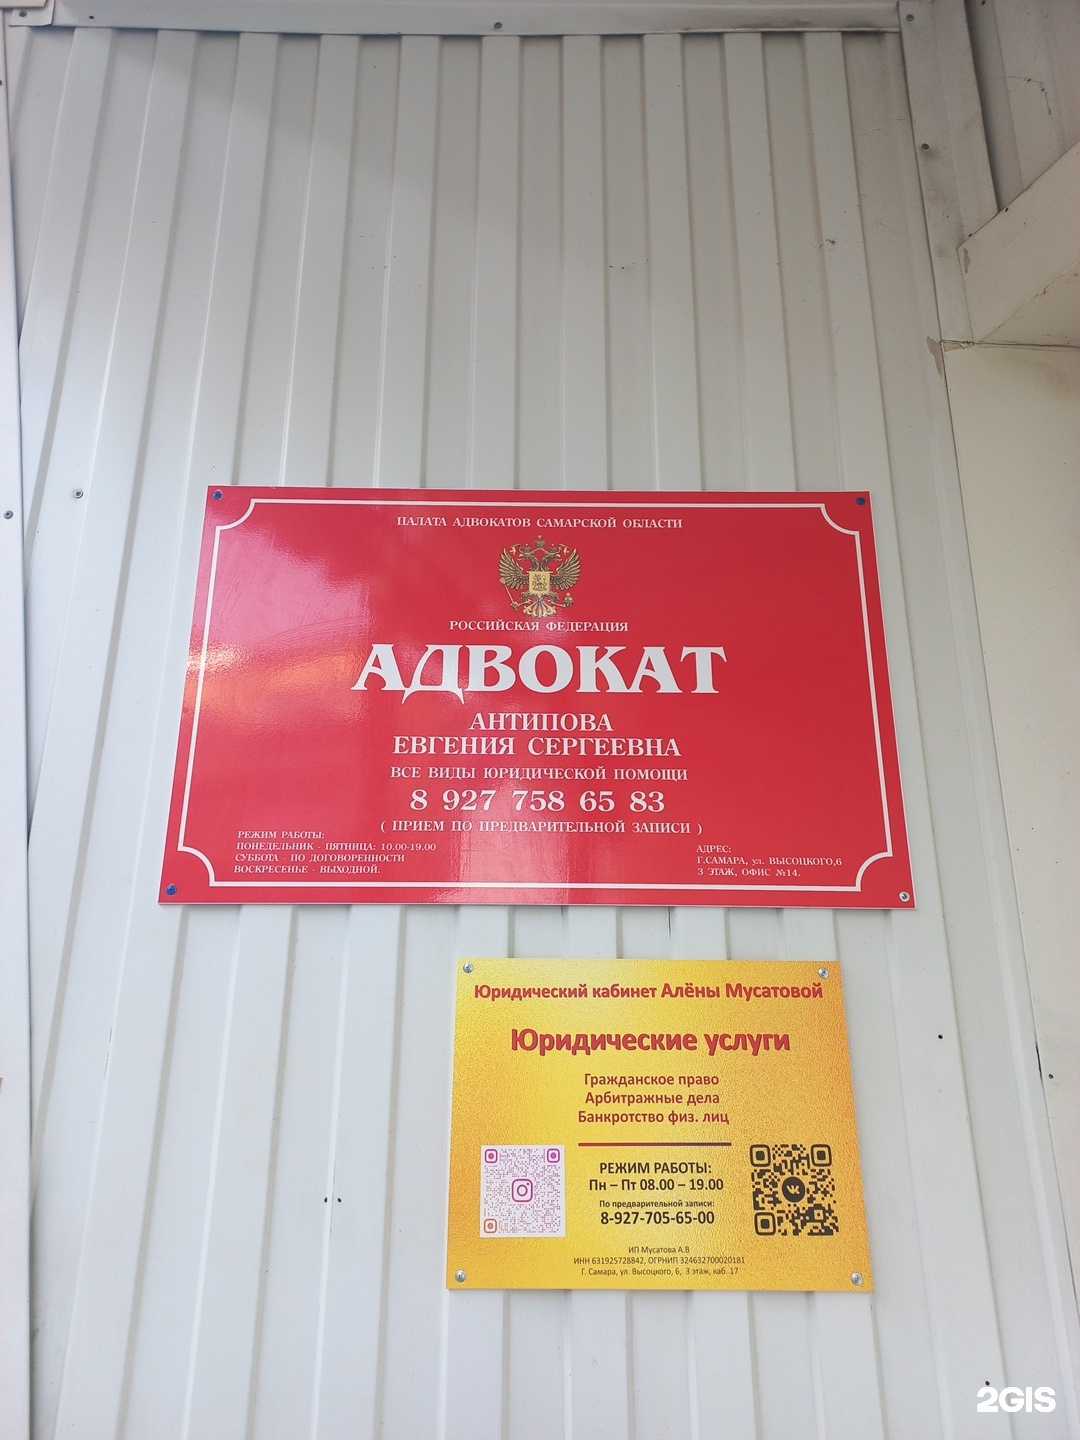 ПАЛАТА АДВОКАТОВ САМАРСКОЙ ОБЛАСТИ
РОССИЙСКАЯ ФЕДЕРАЦИЯ
АДВОКАТ
АНТИПОВА
ЕВГЕНИЯ СЕРГЕЕВНА
ВСЕ ВИДЫ ЮРИДИЧЕСКОЙ ПОМОЩИ
8 927 758 65 83
( ПРИЕМ ПО ПРЕДВАРИТЕЛЬНОЙ ЗАПИСИ )
РЕЖИМ РАБОТЫ:
ПОНЕДЕЛЬНИК - ПЯТНИЦА: 10.00-19.00
СУББОТА - ПО ДОГОВОРЕННОСТИ
ВОСКРЕСЕНЬЕ - ВЫХОДНОЙ.
АДРЕС:
Г.САМАРА, ул. ВЫСОЦКОГО,6
3 ЭТАЖ, ОФИС №14.
Юридический кабинет Алёны Мусатовой
Юридические услуги
Гражданское право
Арбитражные дела
Банкротство физ. лиц
РЕЖИМ РАБОТЫ:
Пн – Пт 08.00 – 19.00
По предварительной записи:
8-927-705-65-00
ИП Мусатова А.В
ИНН 631925728842, ОГРНИП 324632700020181
Г. Самара, ул. Высоцкого, 6, 3 этаж, каб. 17
2GIS